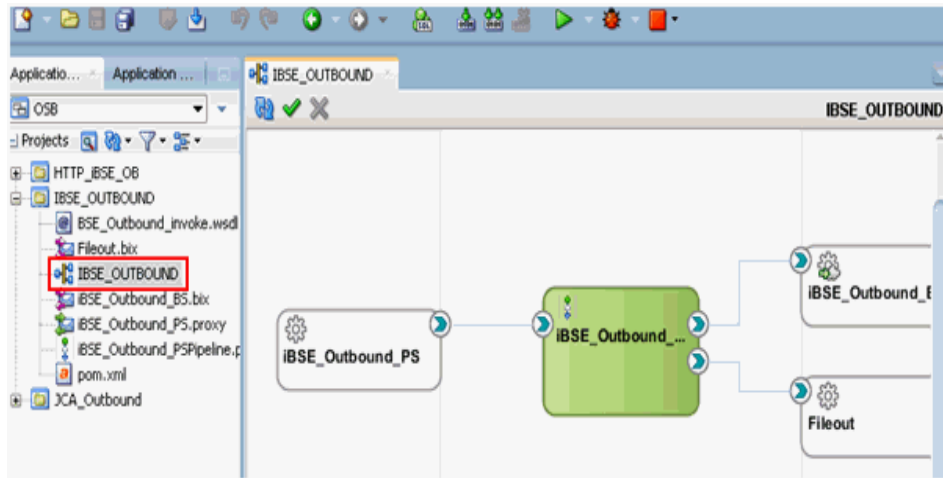 Applicatio...
Application ...
IBSE_OUTBOUND
OSB
IBSE_OUTBOUND
Projects
HTTP_iBSE_OB
IBSE_OUTBOUND
BSE_Outbound_invoke.wsdl
Fileout.bix
IBSE_OUTBOUND
iBSE_Outbound_BS.bix
iBSE_Outbound_PS.proxy
iBSE_Outbound_PSPipeline.p
pom.xml
JCA_Outbound
iBSE_Outbound_PS
iBSE_Outbound_...
iBSE_Outbound_B
Fileout